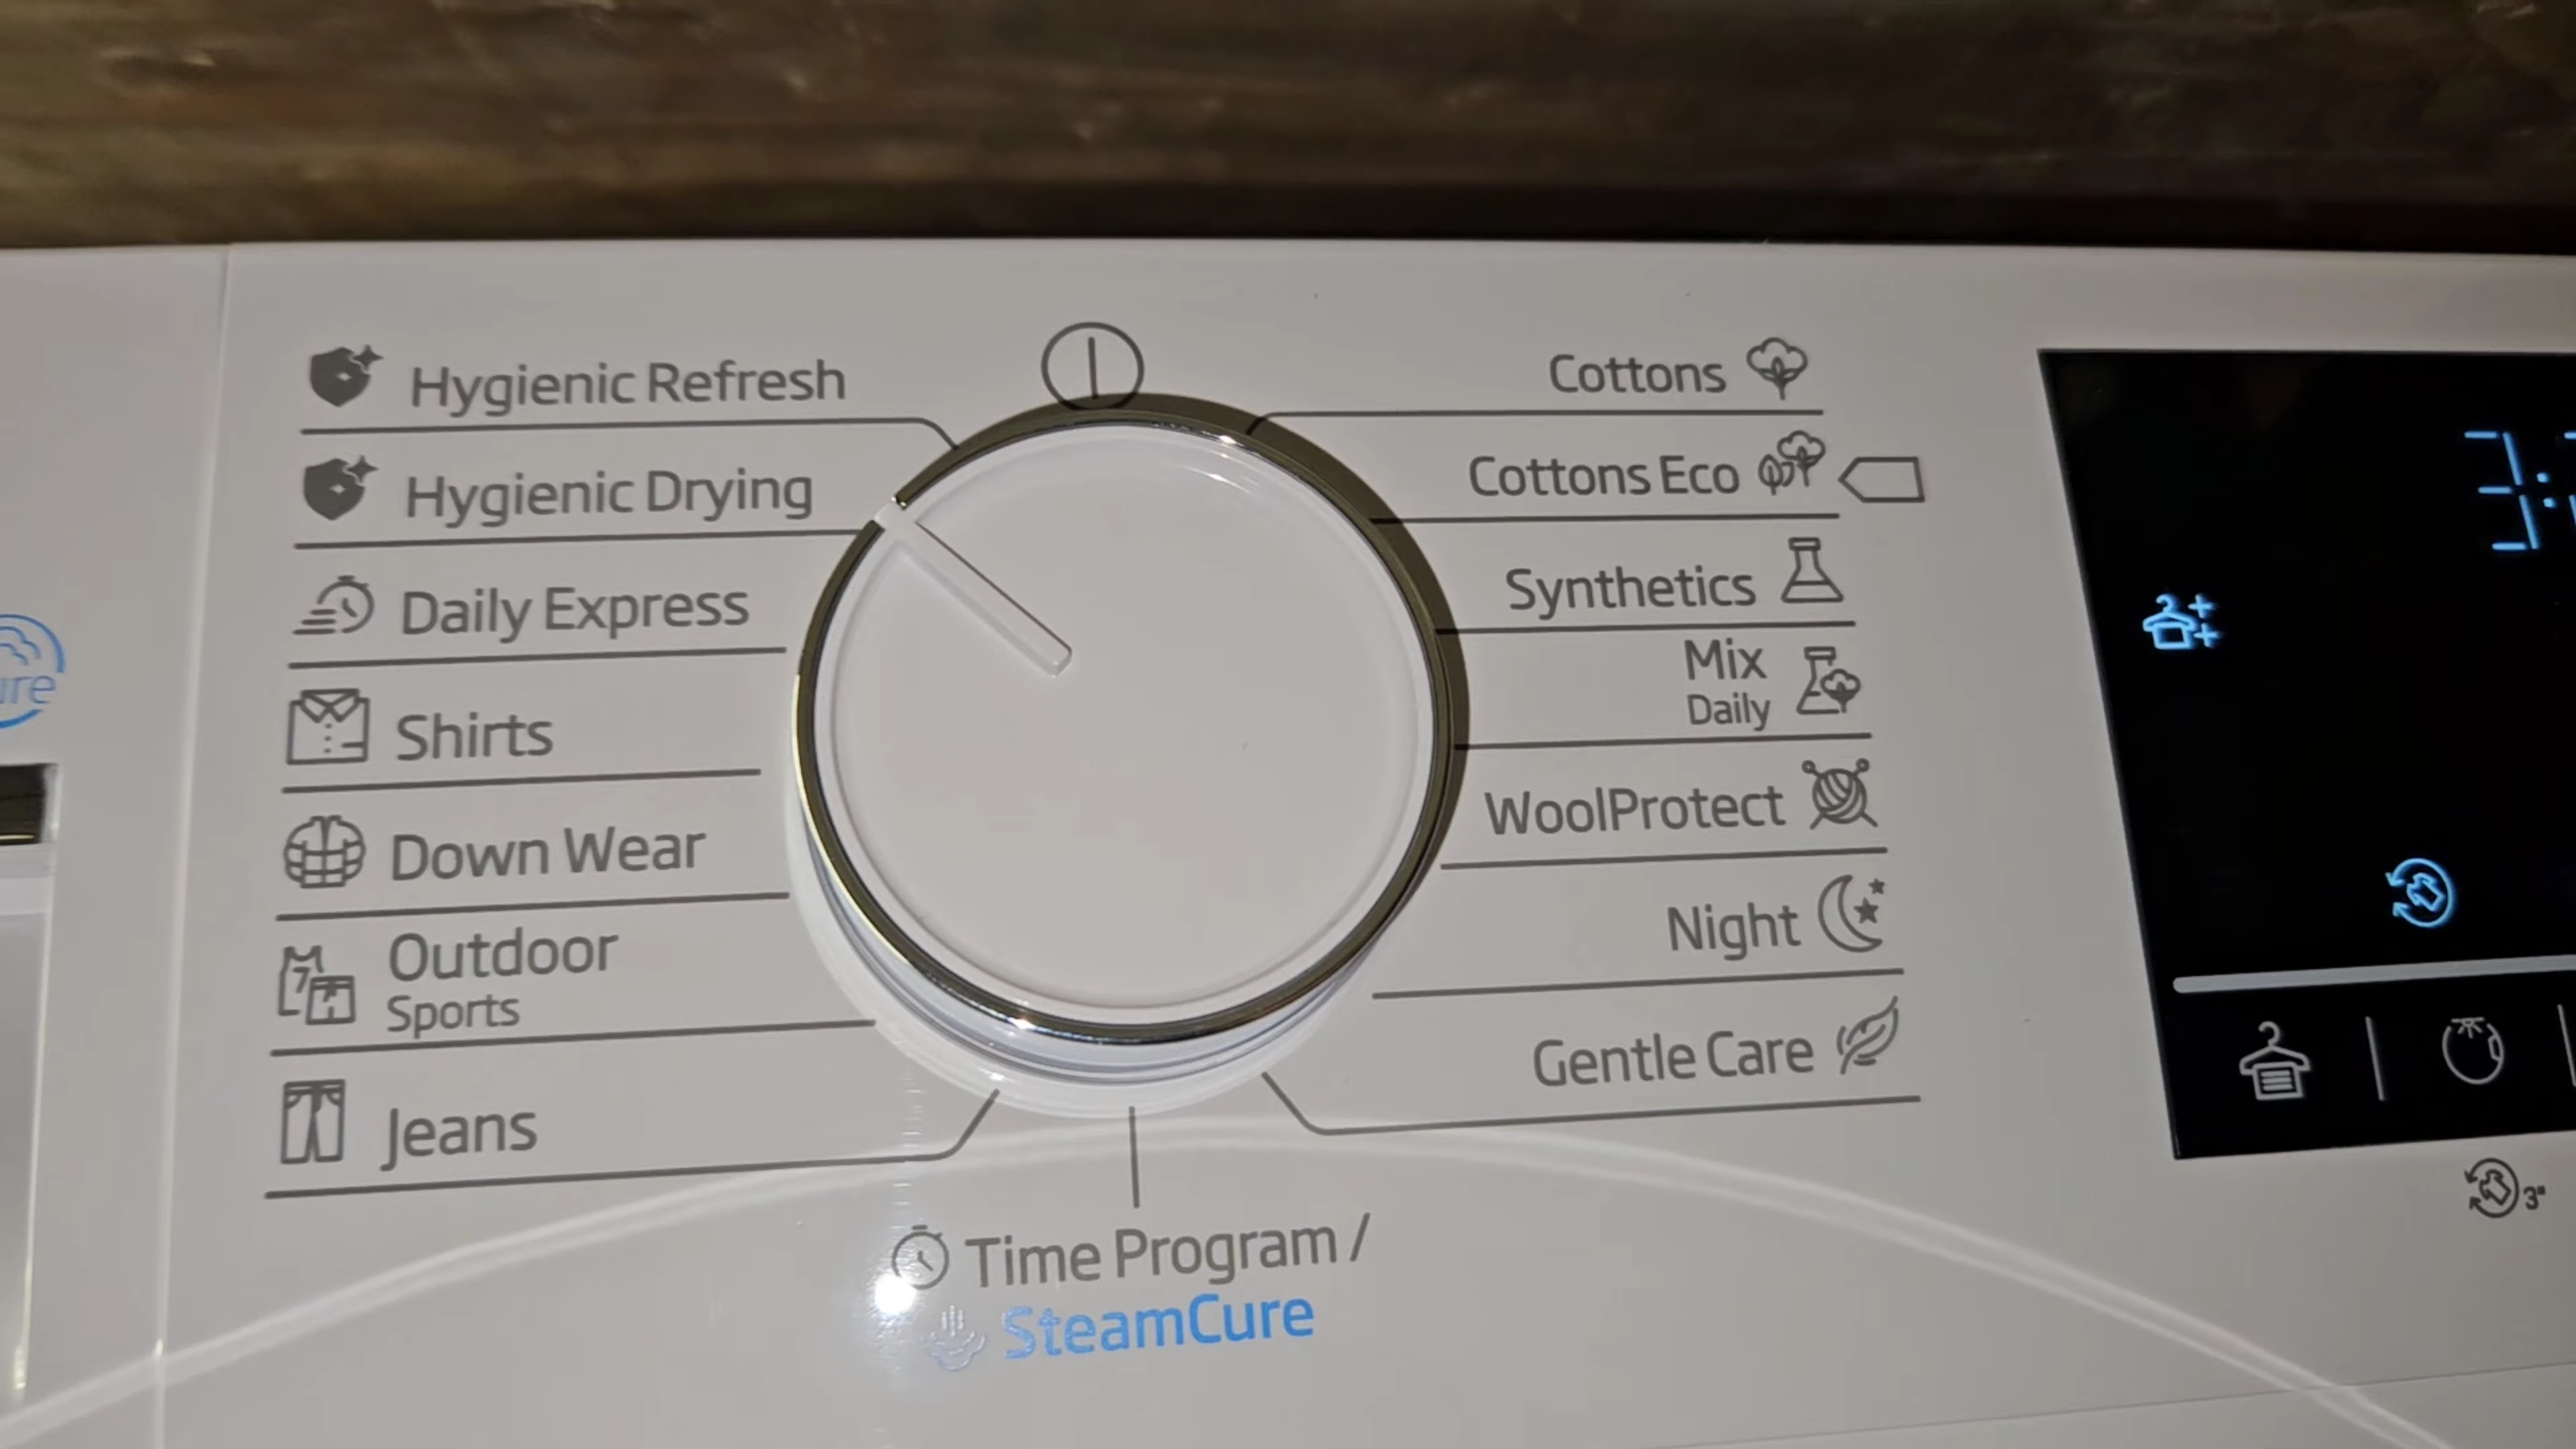 Hygienic Refresh
Hygienic Drying
Daily Express
Shirts
Down Wear
Outdoor
Sports
Jeans
Cottons
Cottons Eco
Synthetics
Mix
Daily
WoolProtect
Night
Gentle Care
Time Program /
SteamCure
3"